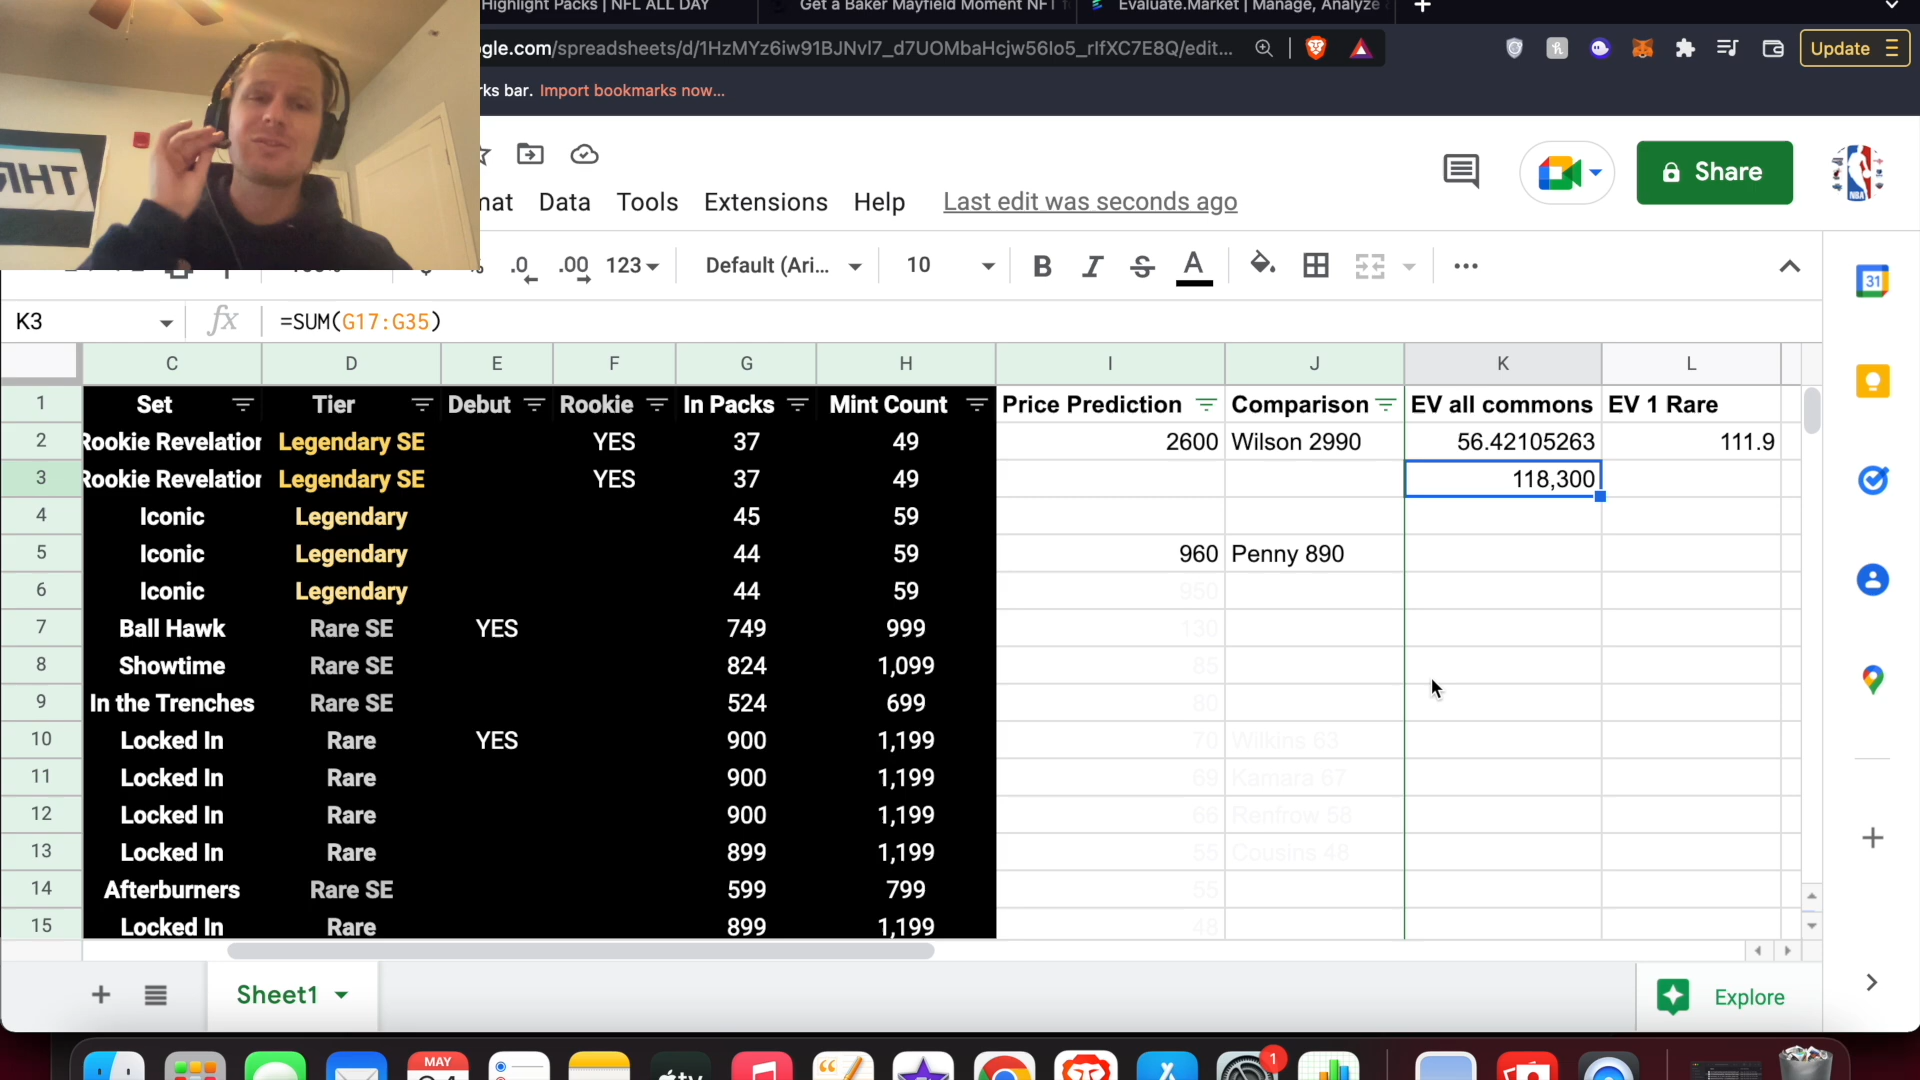 Highlight Packs | NFL ALL DAY
Get a Baker Mayfield Moment NFT f
Evaluate.Market | Manage, Analyze
gle.com/spreadsheets/d/1HzMYz6iw91BJNvl7_d7UOMbaHcjw56Io5_rlfXC7E8Q/edit...
Update
rks bar. Import bookmarks now...
THR
Share
mat Data Tools Extensions Help Last edit was seconds ago
.0 .00 123 Default (Ari... 10 B I S A
K3 fx =SUM(G17:G35)
C D E F G H I J K L
1 Set Tier Debut Rookie In Packs Mint Count Price Prediction Comparison EV all commons EV 1 Rare
2 Rookie Revelation Legendary SE YES 37 49 2600 Wilson 2990 56.42105263 111.9
3 Rookie Revelation Legendary SE YES 37 49 118,300
4 Iconic Legendary 45 59
5 Iconic Legendary 44 59 960 Penny 890
6 Iconic Legendary 44 59 950
7 Ball Hawk Rare SE YES 749 999 130
8 Showtime Rare SE 824 1,099 85
9 In the Trenches Rare SE 524 699 80
10 Locked In Rare YES 900 1,199 70 Wilkins 63
11 Locked In Rare 900 1,199 69 Kamara 67
12 Locked In Rare 900 1,199 66 Renfrow 58
13 Locked In Rare 899 1,199 55 Cousins 48
14 Afterburners Rare SE 599 799 55
15 Locked In Rare 899 1,199 48
Sheet1
Explore
31
MAY
1
tv
NBA